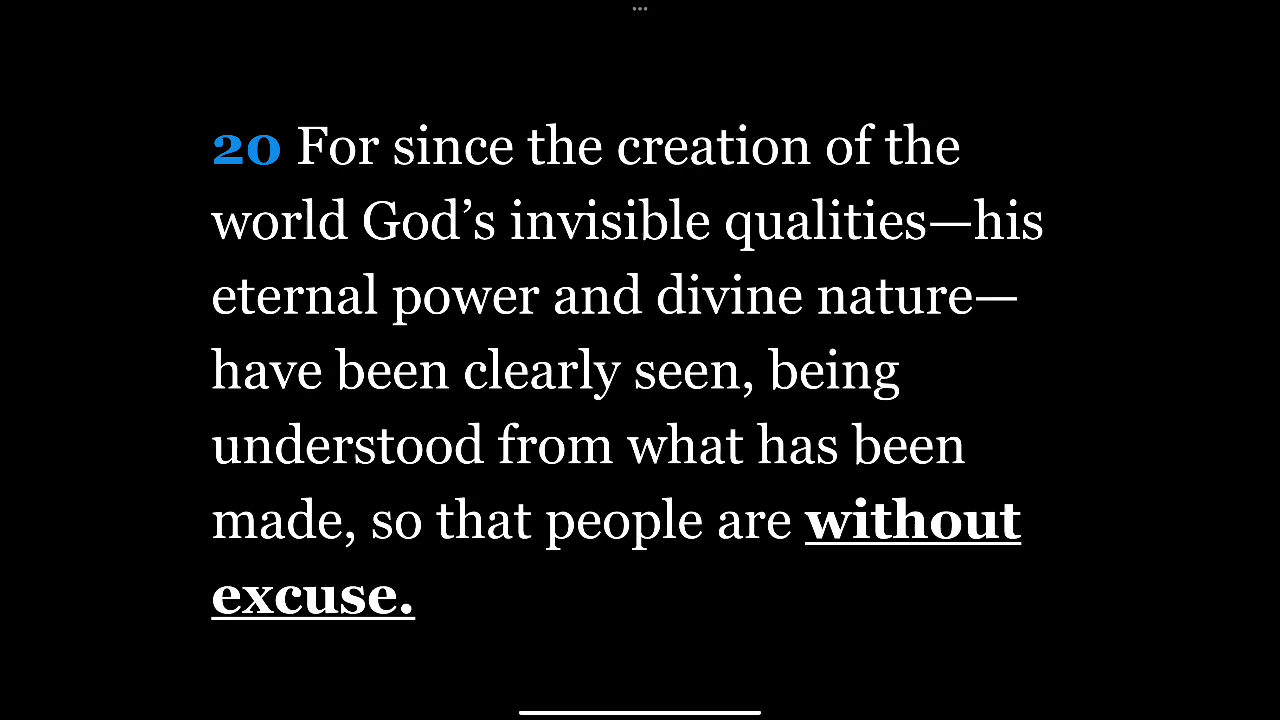 20 For since the creation of the
world God’s invisible qualities—his
eternal power and divine nature—
have been clearly seen, being
understood from what has been
made, so that people are without
excuse.